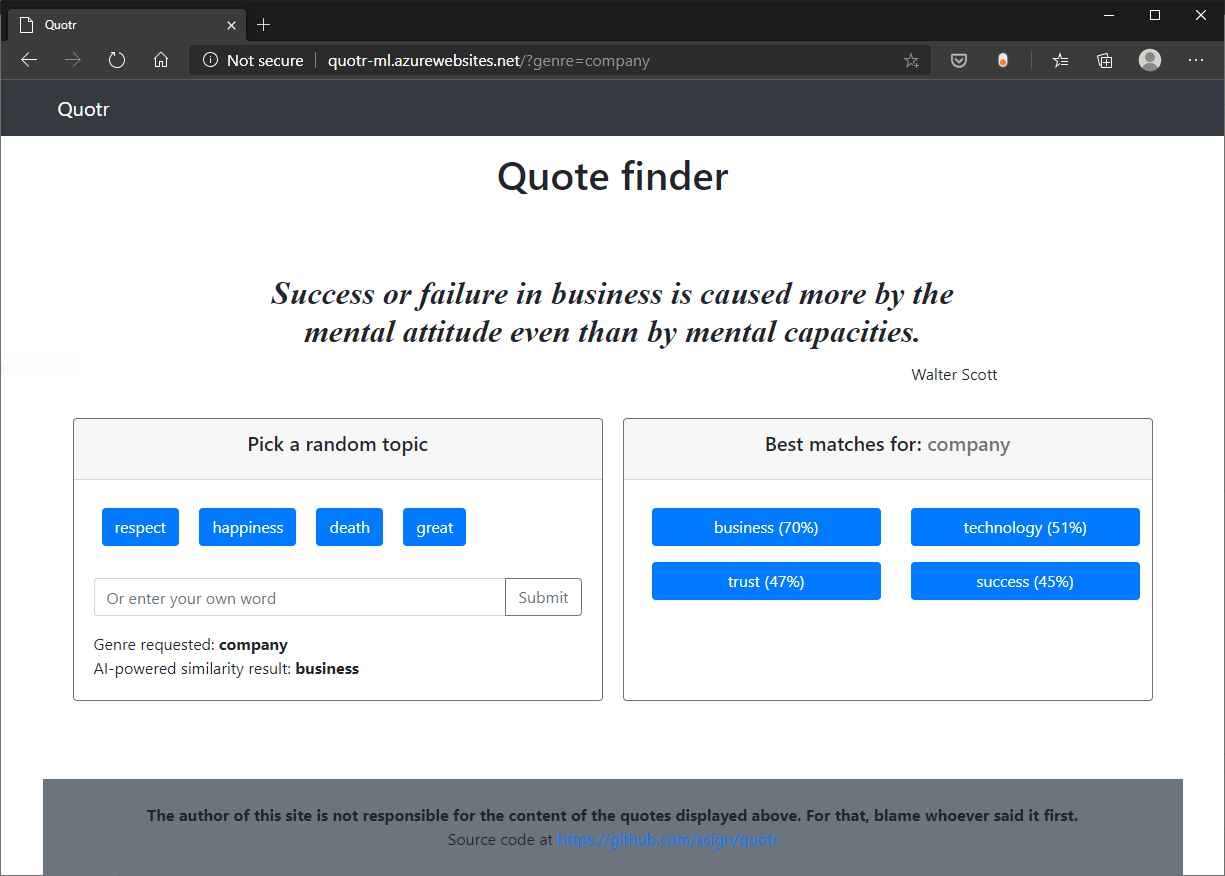 Quotr
Not secure
quotr-ml.azurewebsites.net/?genre=company
Quotr
Quote finder
Success or failure in business is caused more by the
mental attitude even than by mental capacities.
Walter Scott
Pick a random topic
respect happiness death great
Or enter your own word Submit
Genre requested: company
AI-powered similarity result: business
Best matches for: company
business (70%) technology (51%)
trust (47%) success (45%)
The author of this site is not responsible for the content of the quotes displayed above. For that, blame whoever said it first.
Source code at https://github.com/scign/quotr